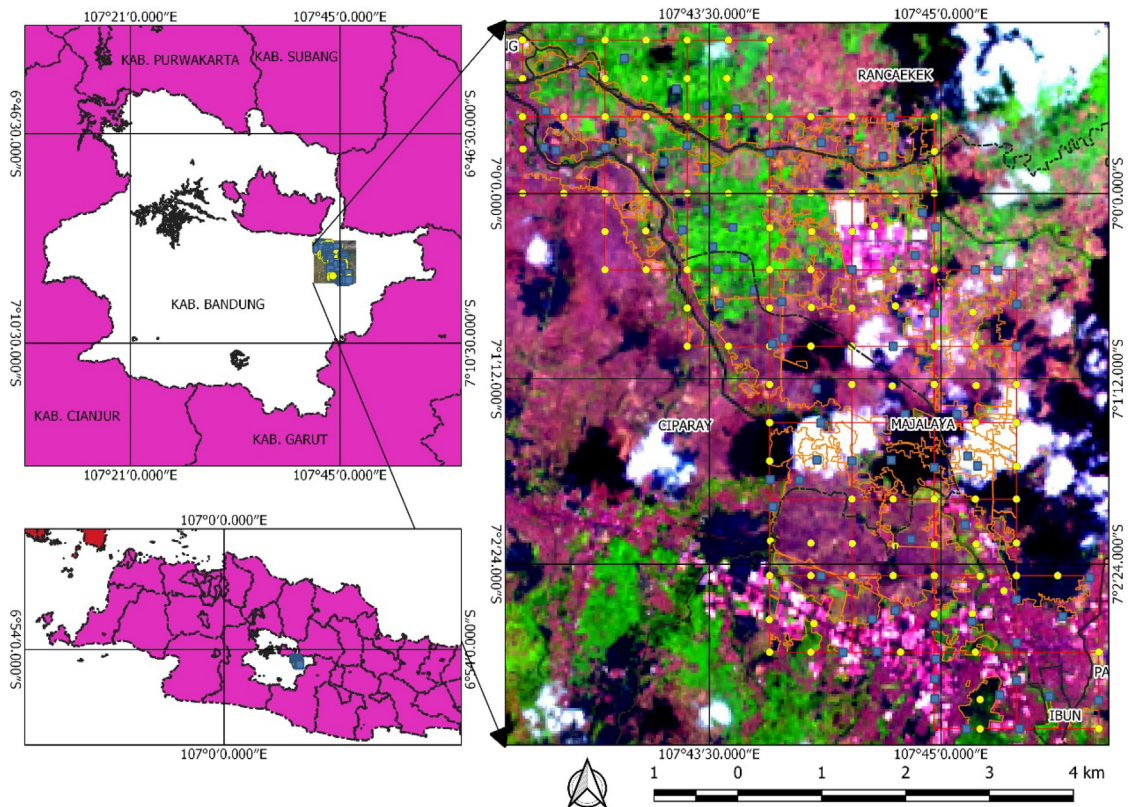 107°21'0.000"E 107°45'0.000"E
KAB. PURWAKARTA
KAB. SUBANG
6°46'30.000"S
6°46'30.000"S
KAB. BANDUNG
7°10'30.000"S
7°10'30.000"S
KAB. CIANJUR
KAB. GARUT
107°21'0.000"E 107°45'0.000"E
107°0'0.000"E
6°54'0.000"S
6°54'0.000"S
107°0'0.000"E
107°43'30.000"E 107°45'0.000"E
NG
RANCAEKEK
7°0'0.000"S
7°0'0.000"S
7°1'12.000"S
7°1'12.000"S
CIPARAY
MAJALAYA
7°2'24.000"S
7°2'24.000"S
PA
IBUN
107°43'30.000"E 107°45'0.000"E
1 0 1 2 3 4 km